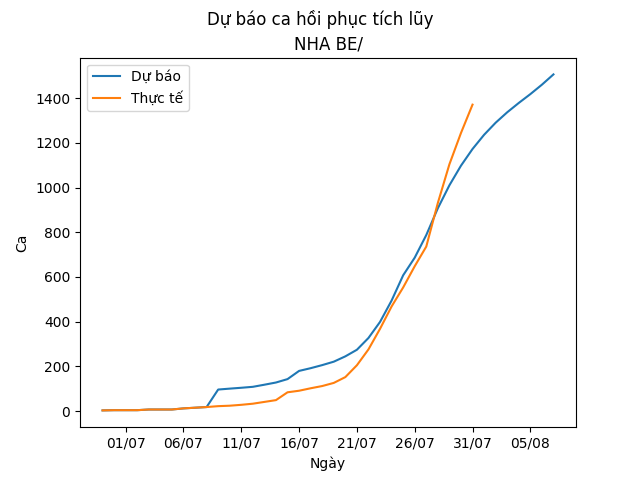 Dự báo ca hồi phục tích lũy
NHA BE/
Dự báo
Thực tế
1400
1200
1000
800
600
400
200
0
Ca
01/07
06/07
11/07
16/07
21/07
26/07
31/07
05/08
Ngày